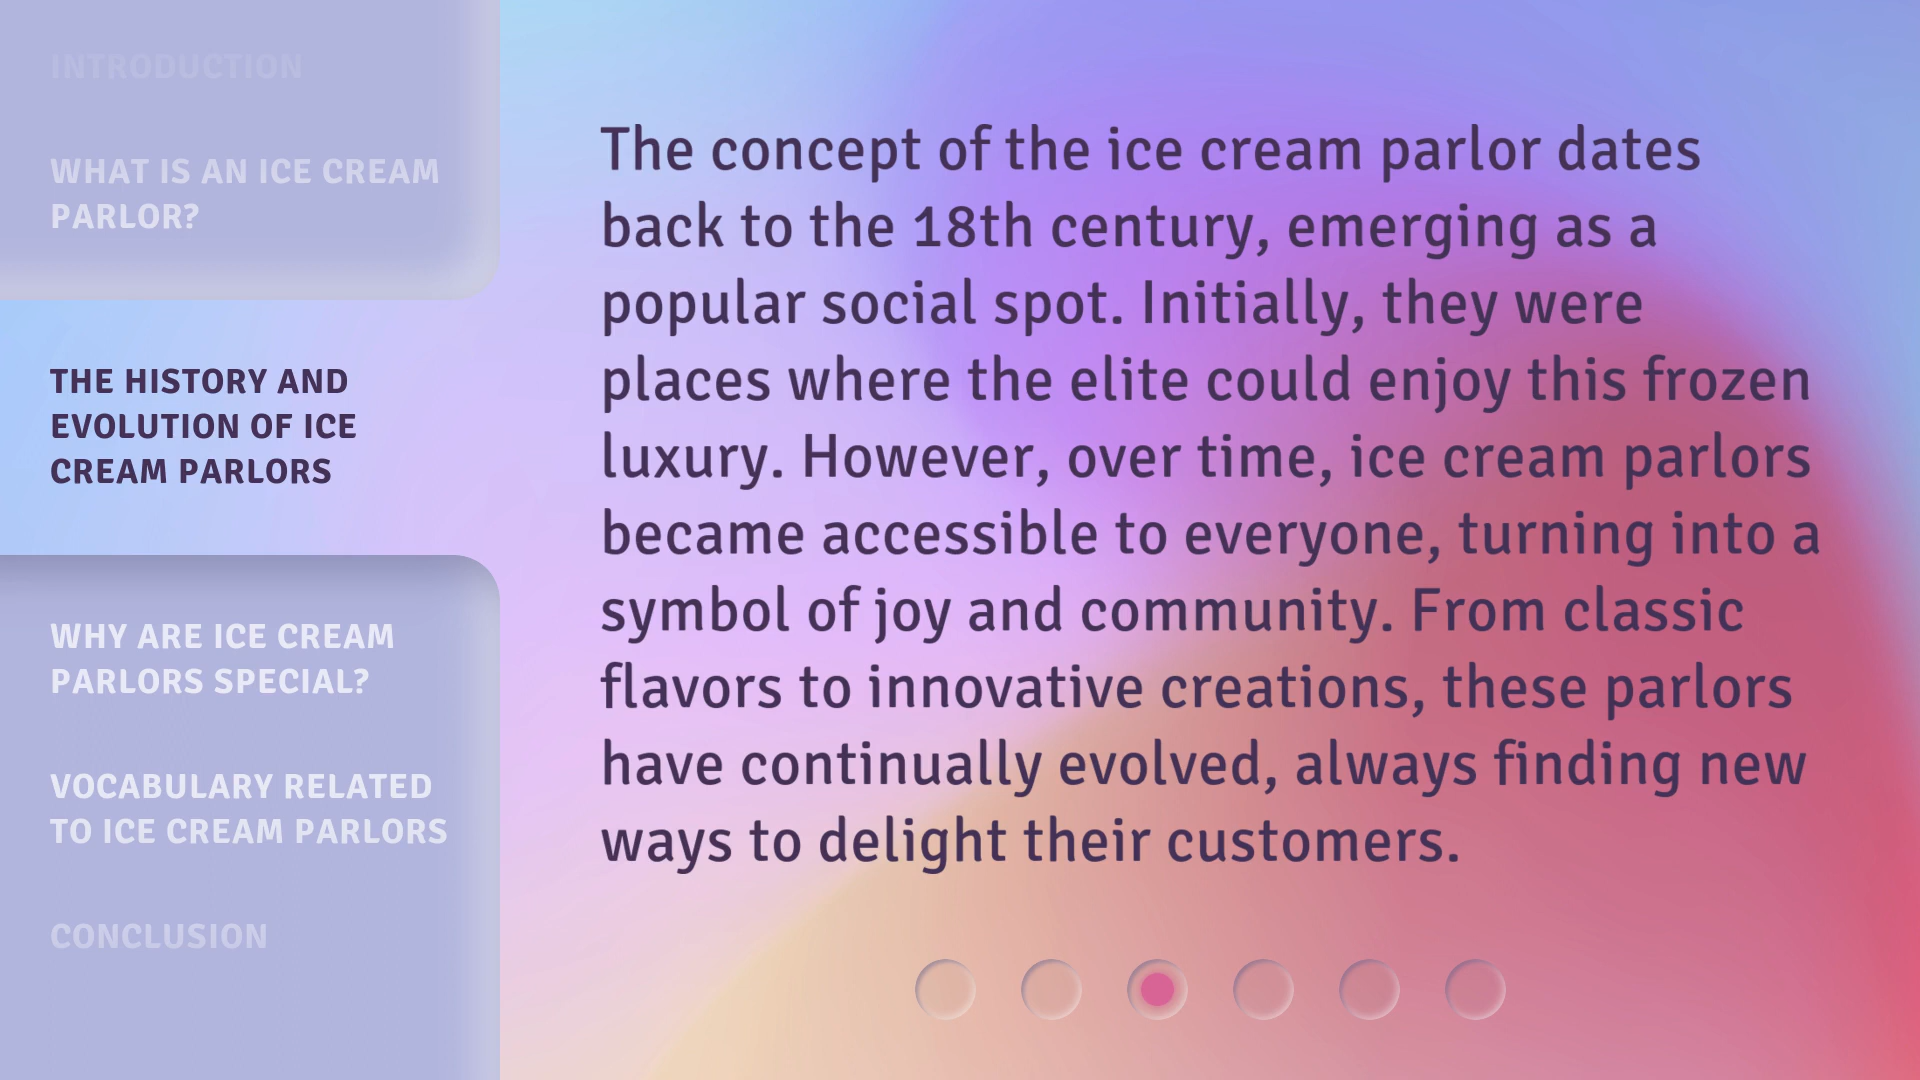 INTRODUCTION
WHAT IS AN ICE CREAM
PARLOR?
THE HISTORY AND
EVOLUTION OF ICE
CREAM PARLORS
WHY ARE ICE CREAM
PARLORS SPECIAL?
VOCABULARY RELATED
TO ICE CREAM PARLORS
CONCLUSION
The concept of the ice cream parlor dates
back to the 18th century, emerging as a
popular social spot. Initially, they were
places where the elite could enjoy this frozen
luxury. However, over time, ice cream parlors
became accessible to everyone, turning into a
symbol of joy and community. From classic
flavors to innovative creations, these parlors
have continually evolved, always finding new
ways to delight their customers.